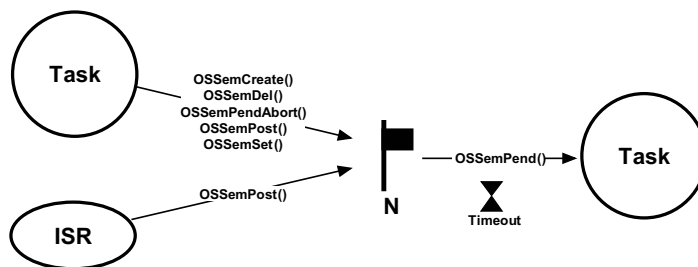 Task
OSSemCreate()
OSSemDel()
OSSemPendAbort()
OSSemPost()
OSSemSet()
OSSemPend()
Task
OSSemPost()
N
Timeout
ISR